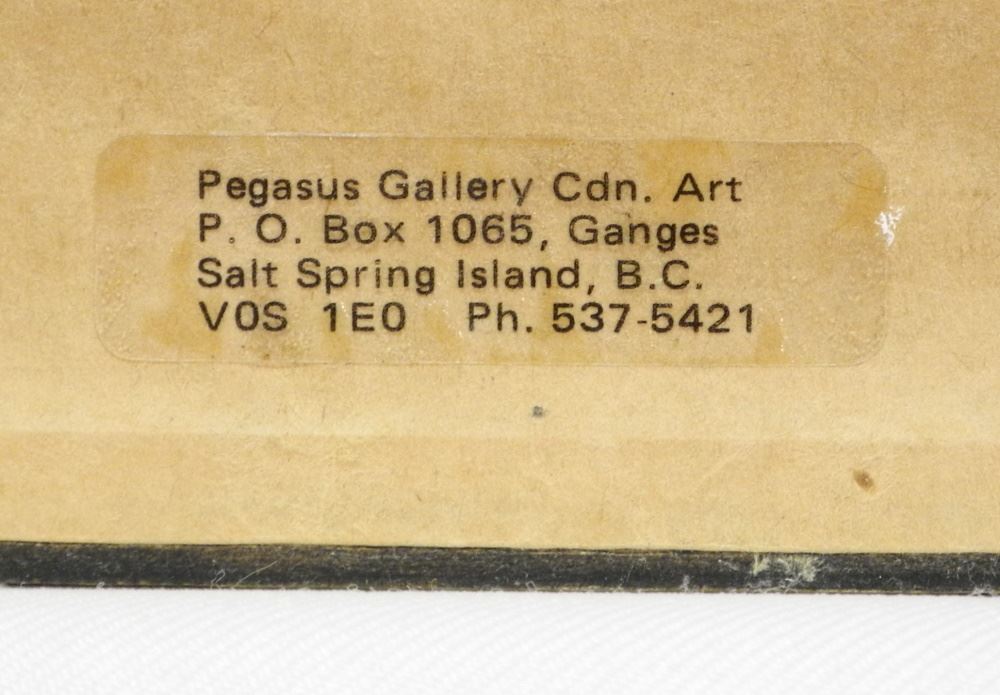 Pegasus Gallery Cdn. Art
P. O. Box 1065, Ganges
Salt Spring Island, B.C.
V0S 1E0 Ph. 537-5421